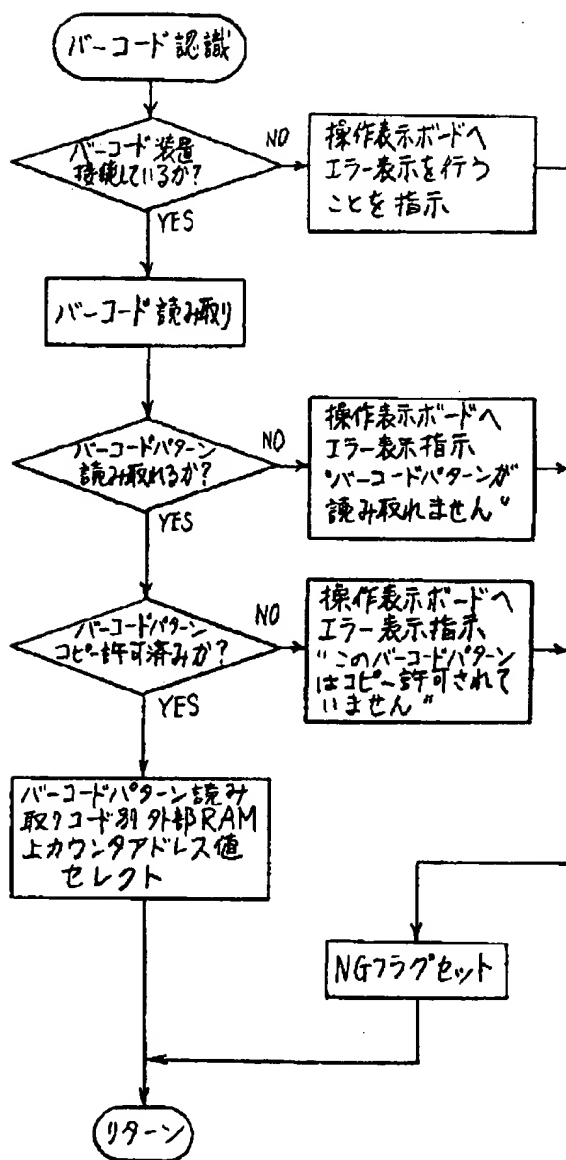 バーコード認識
バーコード装置
接続しているか?
NO
操作表示ボードへ
エラー表示を行う
ことを指示
YES
バーコード読み取り
バーコードパターン
読み取れるか?
NO
操作表示ボードへ
エラー表示指示
"バーコードパターンが
読み取れません"
YES
バーコードパターン
コピー許可済みか?
NO
操作表示ボードへ
エラー表示指示
"このバーコードパターン
はコピー許可されて
いません"
YES
バーコードパターン読み
取りコード別外部RAM
上カウンタアドレス値
セレクト
NGフラグセット
リターン